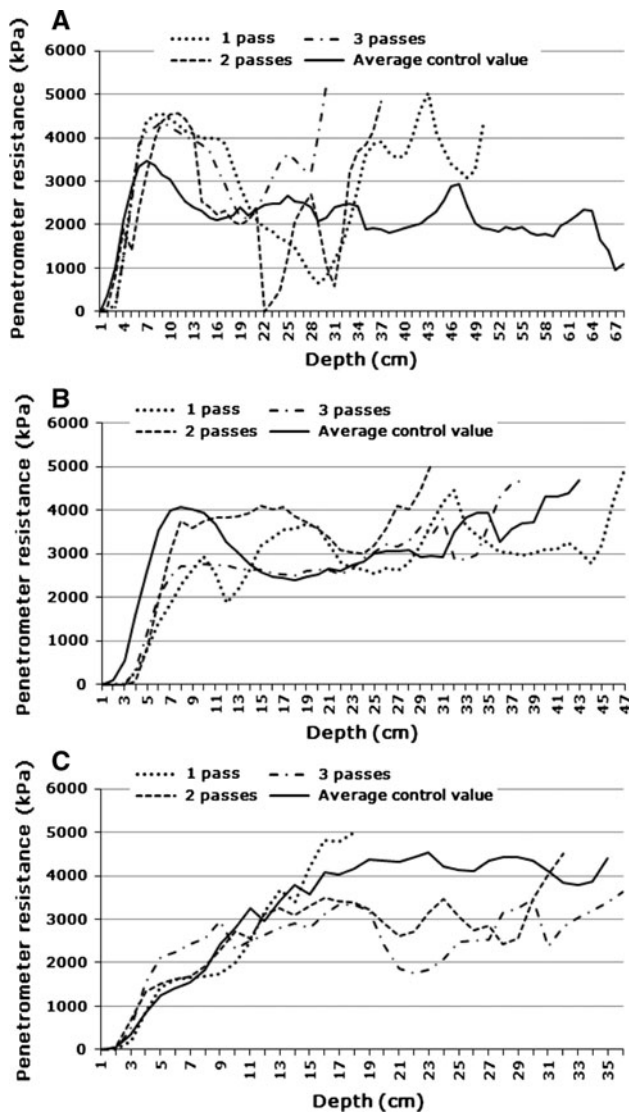 A
1 pass 3 passes
2 passes Average control value
Penetrometer resistance (kPa)
6000
5000
4000
3000
2000
1000
0
1 4 7 10 13 16 19 22 25 28 31 34 37 40 43 46 49 52 55 58 61 64 67
Depth (cm)
B
1 pass 3 passes
2 passes Average control value
Penetrometer resistance (kPa)
6000
5000
4000
3000
2000
1000
0
1 3 5 7 9 11 13 15 17 19 21 23 25 27 29 31 33 35 37 39 41 43 45 47
Depth (cm)
C
1 pass 3 passes
2 passes Average control value
Penetrometer resistance (kPa)
6000
5000
4000
3000
2000
1000
0
1 3 5 7 9 11 13 15 17 19 21 23 25 27 29 31 33 35
Depth (cm)